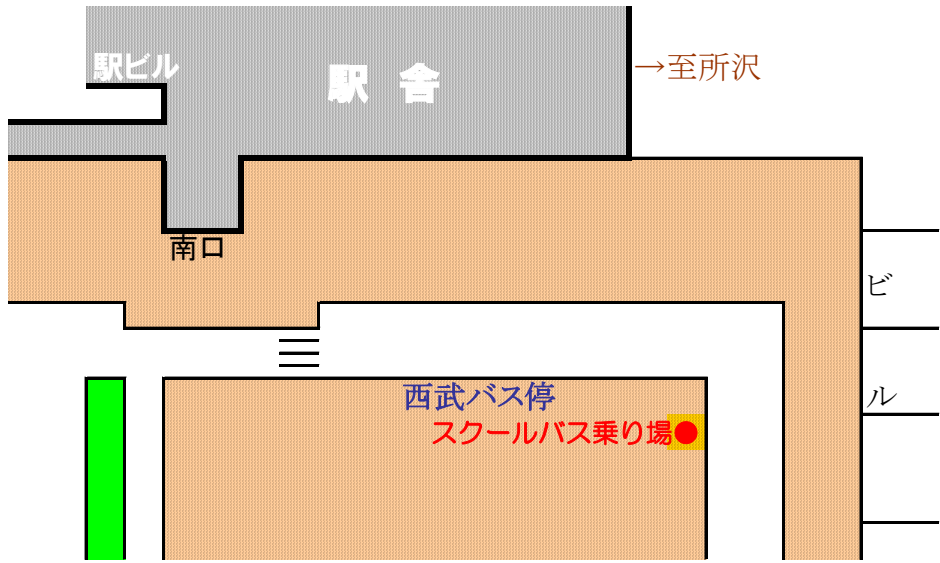 駅ビル
駅 舎
→至所沢
南口
ビ
ル
西武バス停
スクールバス乗り場